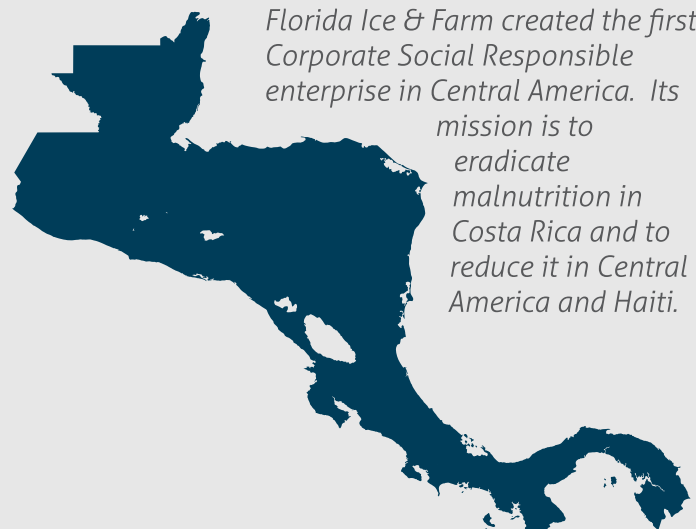 Florida Ice & Farm created the first
Corporate Social Responsible
enterprise in Central America. Its
mission is to
eradicate
malnutrition in
Costa Rica and to
reduce it in Central
America and Haiti.